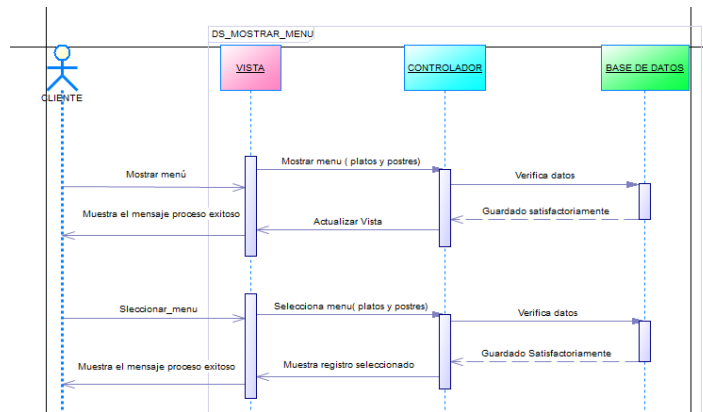 DS_MOSTRAR_MENU
VISTA
CONTROLADOR
BASE DE DATOS
CLIENTE
Mostrar menú
Mostrar menu ( platos y postres)
Verifica datos
Guardado satisfactoriamente
Actualizar Vista
Muestra el mensaje proceso exitoso
Sleccionar_menu
Selecciona menu( platos y postres)
Verifica datos
Guardado Satisfactoriamente
Muestra registro seleccionado
Muestra el mensaje proceso exitoso